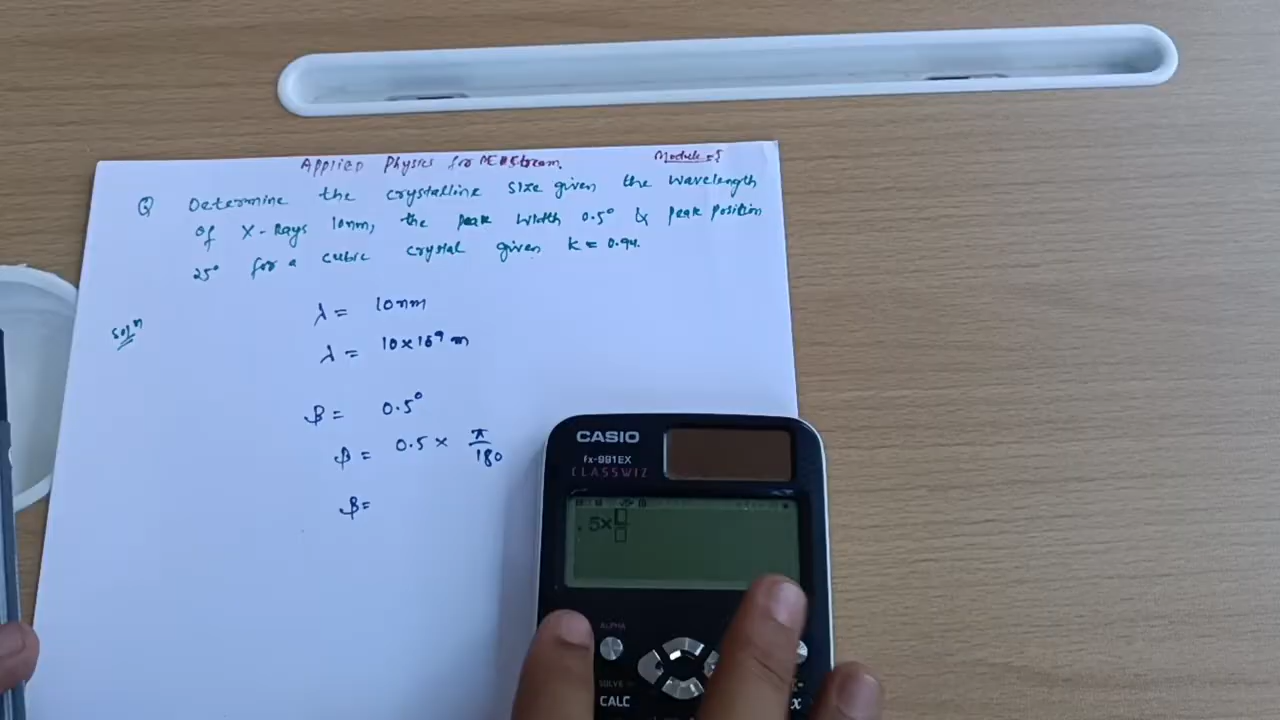 Applied Physics for ME Stream. Module 5
Q Determine the crystalline size given the wavelength
of X-Rays 10nm, the peak width 0.5° & peak position
25° for a cubic crystal given k = 0.94.
Soln
λ = 10nm
λ = 10×10⁻⁹ m
β = 0.5°
β = 0.5 × π/180
β =
CASIO
fx-991EX
CLASSWIZ
.5×
ALPHA
SOLVE =
CALC
x